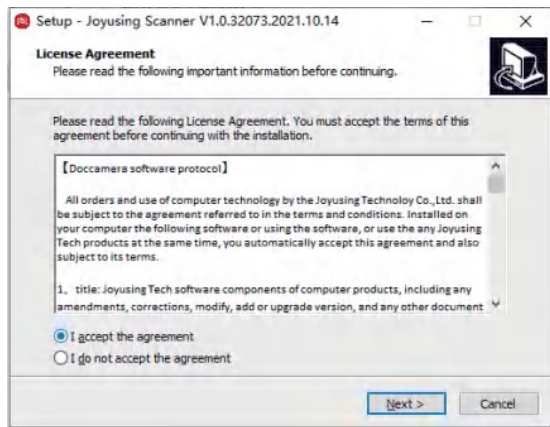 Setup - Joyusing Scanner V1.0.32073.2021.10.14
License Agreement
Please read the following important information before continuing.
Please read the following License Agreement. You must accept the terms of this
agreement before continuing with the installation.
【Doccamera software protocol】
All orders and use of computer technology by the Joyusing Technoloy Co.,Ltd. shall
be subject to the agreement referred to in the terms and conditions. Installed on
your computer the following software or using the software, or use the any Joyusing
Tech products at the same time, you automatically accept this agreement and also
subject to its terms.
1、title: Joyusing Tech software components of computer products, including any
amendments, corrections, modify, add or upgrade version, and any other document
I accept the agreement
I do not accept the agreement
Next >
Cancel